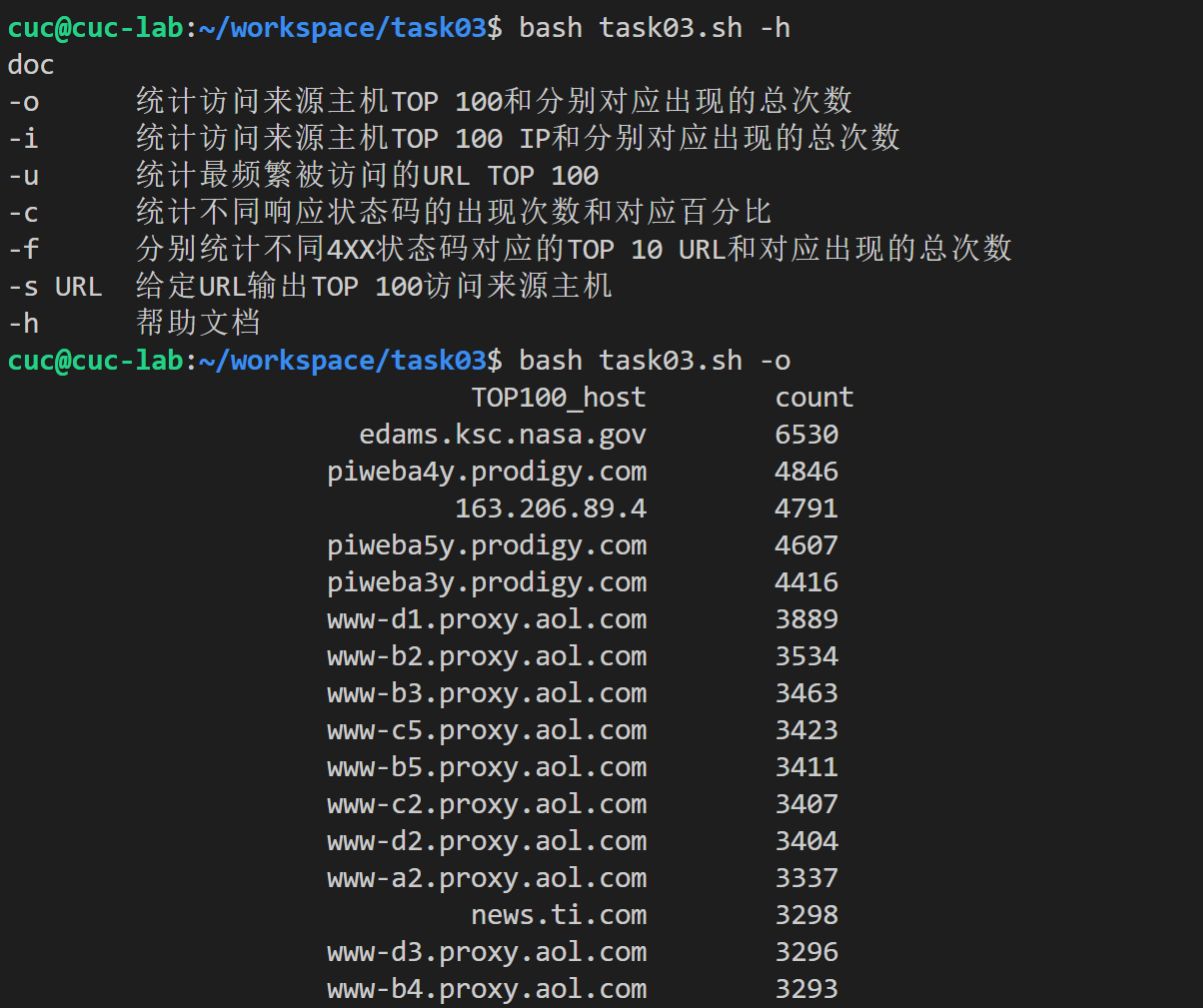 cuc@cuc-lab:~/workspace/task03$ bash task03.sh -h
doc
-o 统计访问来源主机TOP 100和分别对应出现的总次数
-i 统计访问来源主机TOP 100 IP和分别对应出现的总次数
-u 统计最频繁被访问的URL TOP 100
-c 统计不同响应状态码的出现次数和对应百分比
-f 分别统计不同4XX状态码对应的TOP 10 URL和对应出现的总次数
-s URL 给定URL输出TOP 100访问来源主机
-h 帮助文档
cuc@cuc-lab:~/workspace/task03$ bash task03.sh -o
TOP100_host count
edams.ksc.nasa.gov 6530
piweba4y.prodigy.com 4846
163.206.89.4 4791
piweba5y.prodigy.com 4607
piweba3y.prodigy.com 4416
www-d1.proxy.aol.com 3889
www-b2.proxy.aol.com 3534
www-b3.proxy.aol.com 3463
www-c5.proxy.aol.com 3423
www-b5.proxy.aol.com 3411
www-c2.proxy.aol.com 3407
www-d2.proxy.aol.com 3404
www-a2.proxy.aol.com 3337
news.ti.com 3298
www-d3.proxy.aol.com 3296
www-b4.proxy.aol.com 3293